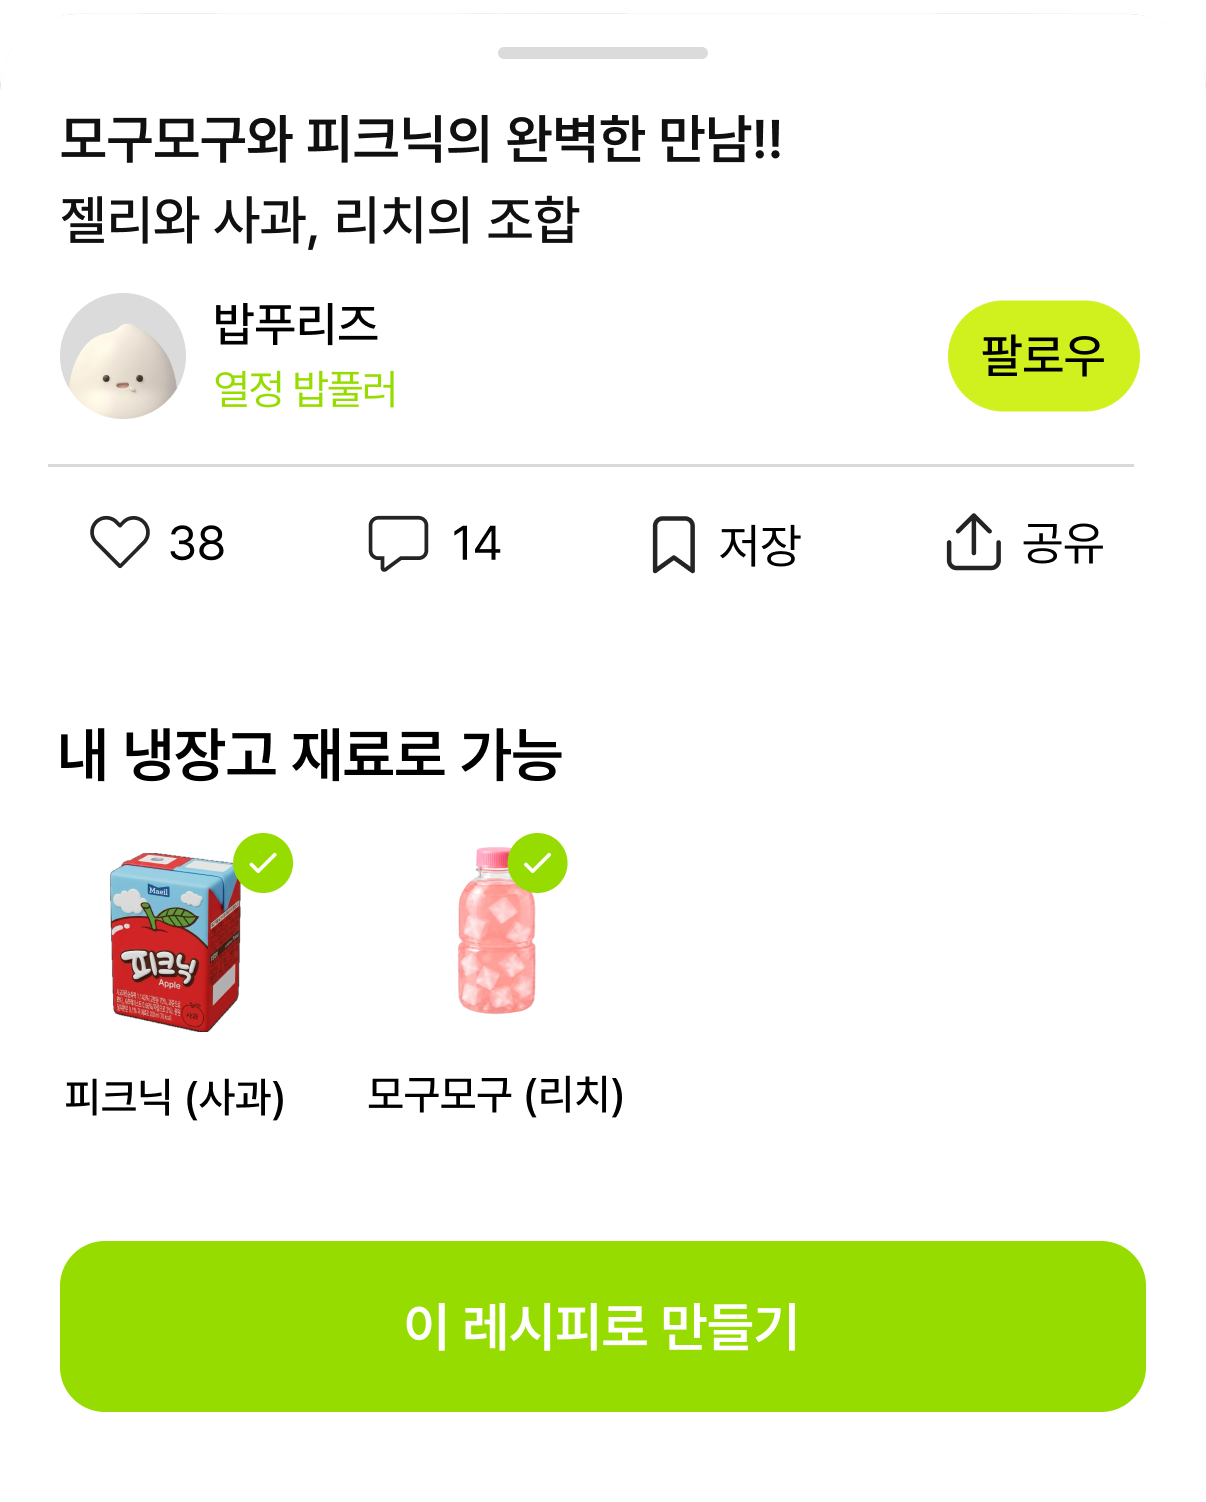 모구모구와 피크닉의 완벽한 만남!!
젤리와 사과, 리치의 조합
밥푸리즈
열정 밥풀러
팔로우
38
14
저장
공유
내 냉장고 재료로 가능
Maeil
피크닉
Apple
사과
피크닉 (사과)
모구모구 (리치)
이 레시피로 만들기